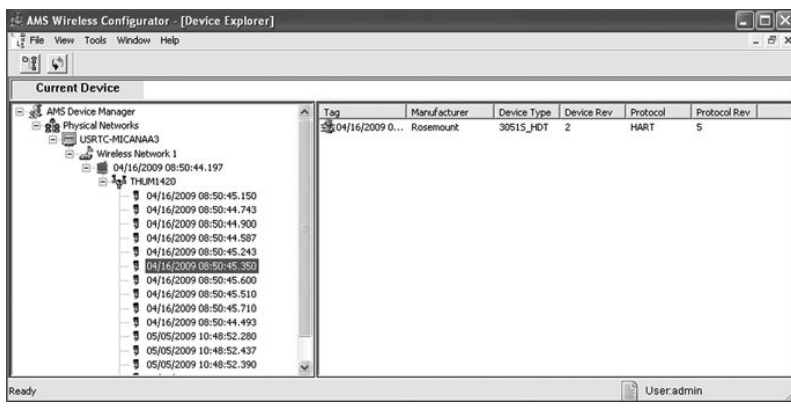 AMS Wireless Configurator - [Device Explorer]
File View Tools Window Help
Current Device
AMS Device Manager
Physical Networks
USRTC-MICANAA3
Wireless Network 1
04/16/2009 08:50:44.197
THUM1420
04/16/2009 08:50:45.150
04/16/2009 08:50:44.743
04/16/2009 08:50:44.900
04/16/2009 08:50:44.587
04/16/2009 08:50:45.243
04/16/2009 08:50:45.350
04/16/2009 08:50:45.600
04/16/2009 08:50:45.510
04/16/2009 08:50:45.710
04/16/2009 08:50:44.493
05/05/2009 10:48:52.280
05/05/2009 10:48:52.437
05/05/2009 10:48:52.390
Tag Manufacturer Device Type Device Rev Protocol Protocol Rev
04/16/2009 0... Rosemount 3051S_HDT 2 HART 5
Ready
User:admin